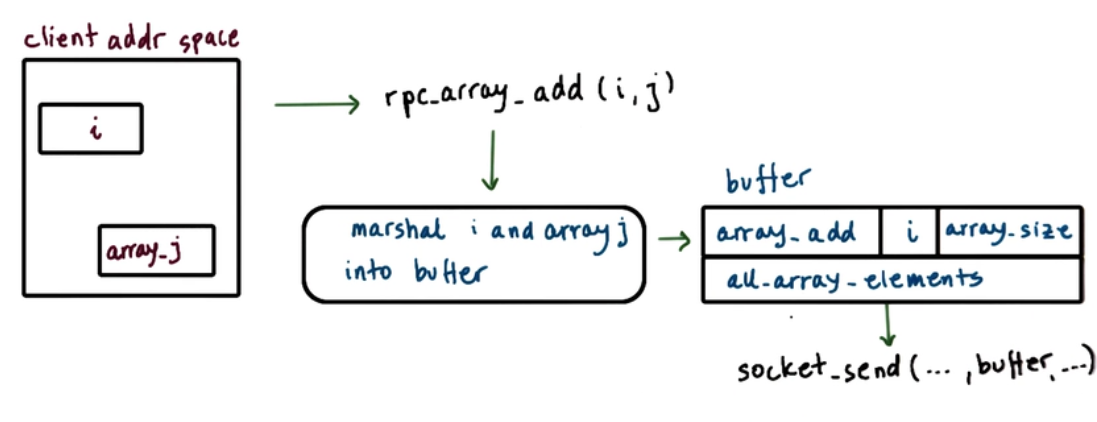 client addr space
i
array_j
rpc_array_add (i,j)
marshal i and array j
into buffer
buffer
array_add i array_size
all_array_elements
socket_send (... ,buffer, ...)